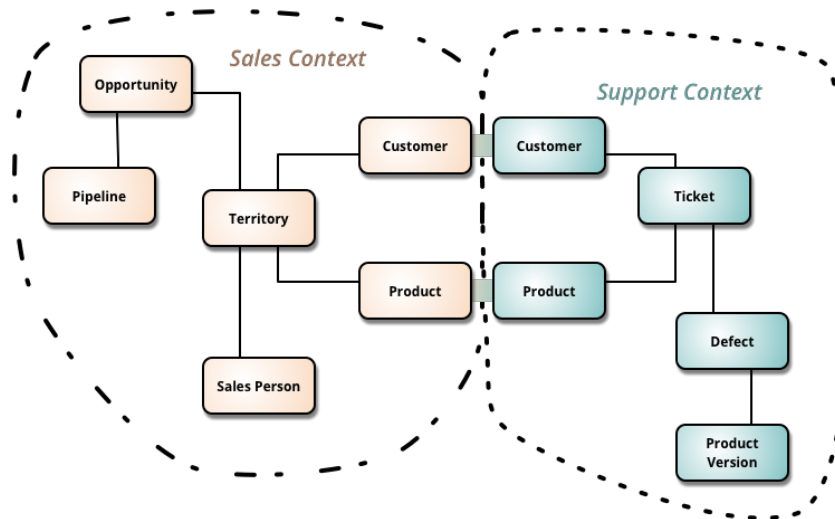 Sales Context
Opportunity
Support Context
Customer
Customer
Pipeline
Ticket
Territory
Product
Product
Defect
Sales Person
Product
Version